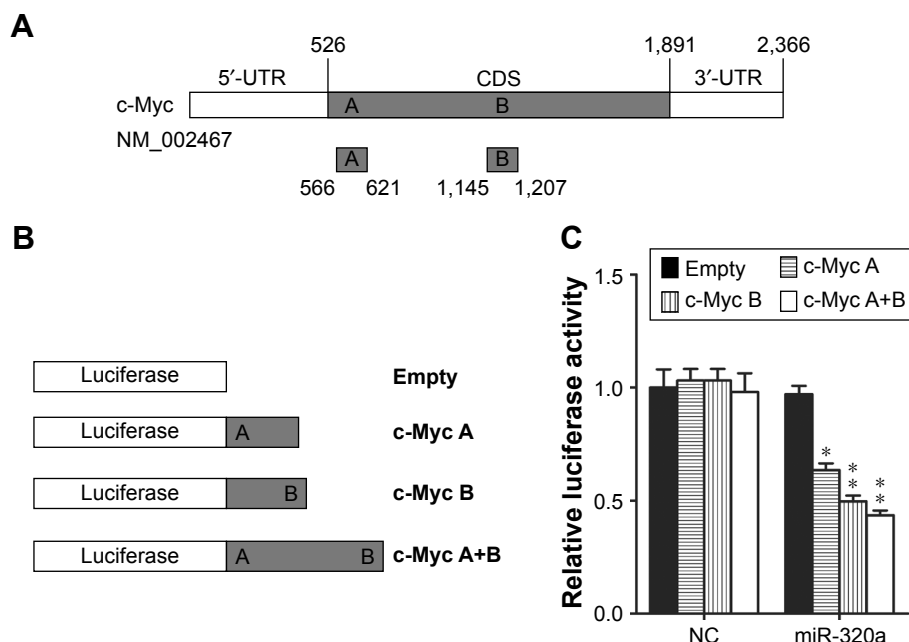 A
526 1,891 2,366
5′-UTR CDS 3′-UTR
c-Myc A B
NM_002467
A B
566 621 1,145 1,207
B
Luciferase Empty
Luciferase A c-Myc A
Luciferase B c-Myc B
Luciferase A B c-Myc A+B
C
Empty c-Myc A
c-Myc B c-Myc A+B
Relative luciferase activity
1.5
1.0
0.5
0.0
* ** **
NC miR-320a